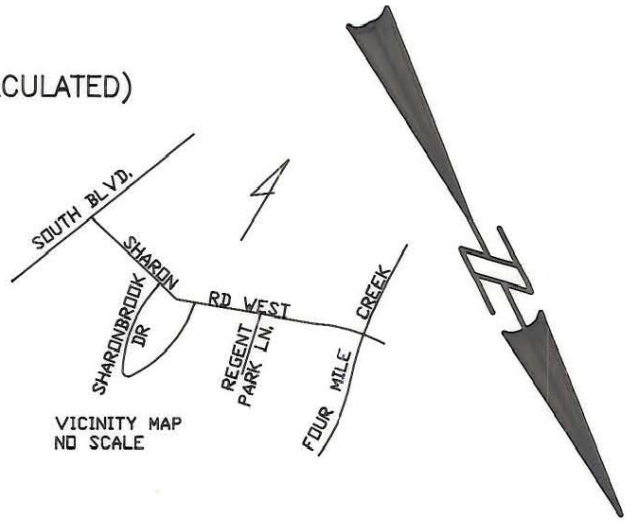 CULATED)
SOUTH BLVD.
SHARON
RD WEST
SHARONBROOK
DR
REGENT
PARK LN.
FOUR MILE CREEK
VICINITY MAP
NO SCALE
N